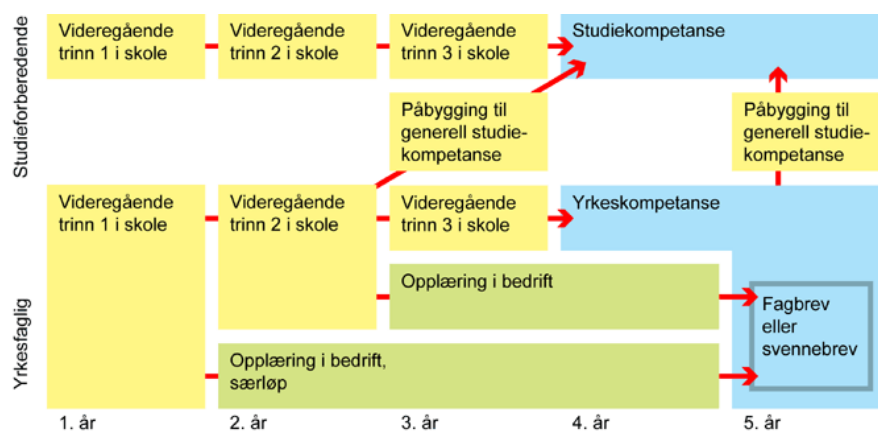 Studieforberedende
Videregående
trinn 1 i skole
Videregående
trinn 2 i skole
Videregående
trinn 3 i skole
Studiekompetanse
Påbygging til
generell studie-
kompetanse
Påbygging til
generell studie-
kompetanse
Yrkesfaglig
Videregående
trinn 1 i skole
Videregående
trinn 2 i skole
Videregående
trinn 3 i skole
Yrkeskompetanse
Opplæring i bedrift
Fagbrev
eller
svennebrev
Opplæring i bedrift,
særløp
1. år
2. år
3. år
4. år
5. år